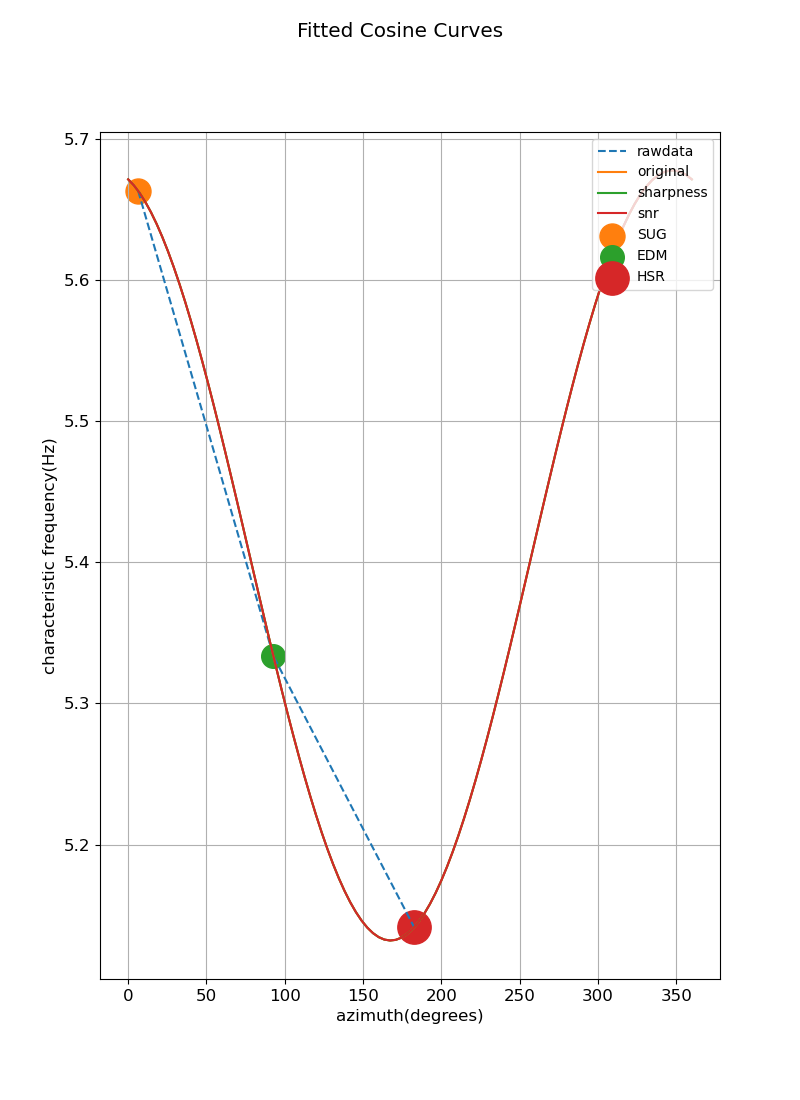 Fitted Cosine Curves
5.7
5.6
5.5
5.4
5.3
5.2
characteristic frequency(Hz)
rawdata
original
sharpness
snr
SUG
EDM
HSR
0 50 100 150 200 250 300 350
azimuth(degrees)